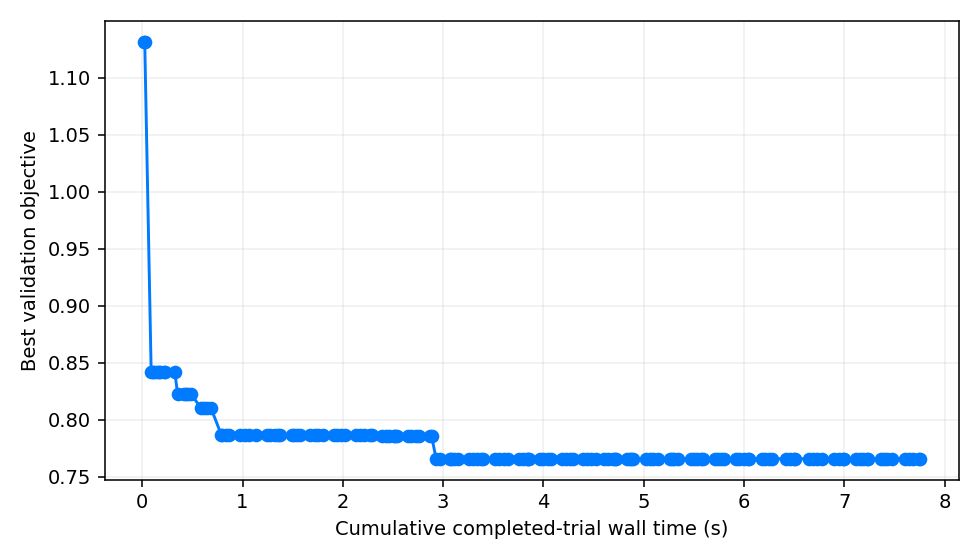 1.10
1.05
1.00
0.95
0.90
0.85
0.80
0.75
Best validation objective
0 1 2 3 4 5 6 7 8
Cumulative completed-trial wall time (s)